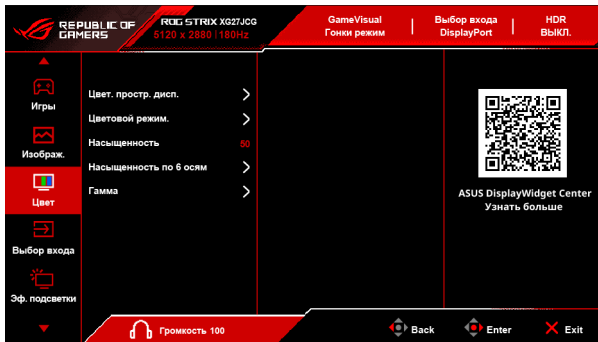 REPUBLIC OF
GAMERS
ROG STRIX XG27JCG
5120 x 2880 | 180Hz
GameVisual
Гонки режим
Выбор входа
DisplayPort
HDR
ВЫКЛ.
Игры
Изображ.
Цвет
Выбор входа
Эф. подсветки
Цвет. простр. дисп.
Цветовой режим.
Насыщенность 50
Насыщенность по 6 осям
Гамма
ASUS DisplayWidget Center
Узнать больше
Громкость 100
Back
Enter
Exit